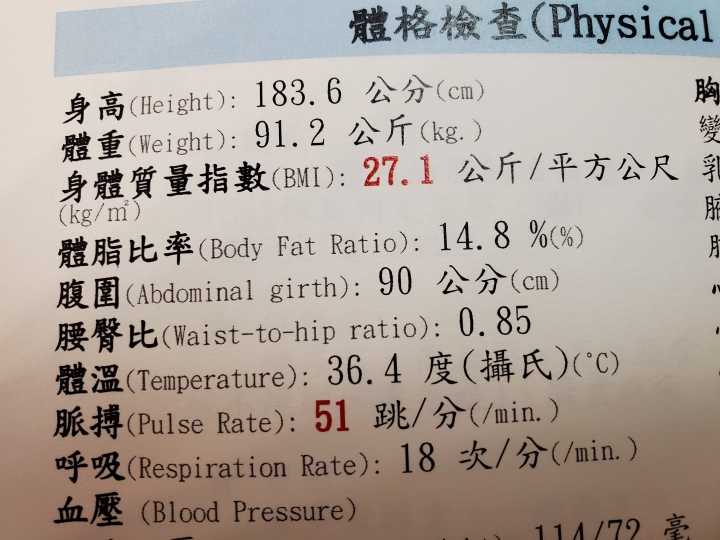 體格檢查(Physical
身高(Height): 183.6 公分(cm)
體重(Weight): 91.2 公斤(kg.)
身體質量指數(BMI): 27.1 公斤/平方公尺
(kg/㎡)
體脂比率(Body Fat Ratio): 14.8 %(%)
腹圍(Abdominal girth): 90 公分(cm)
腰臀比(Waist-to-hip ratio): 0.85
體溫(Temperature): 36.4 度(攝氏)(°C)
脈搏(Pulse Rate): 51 跳/分(/min.)
呼吸(Respiration Rate): 18 次/分(/min.)
血壓 (Blood Pressure)
114/72 毫
胸
變
乳